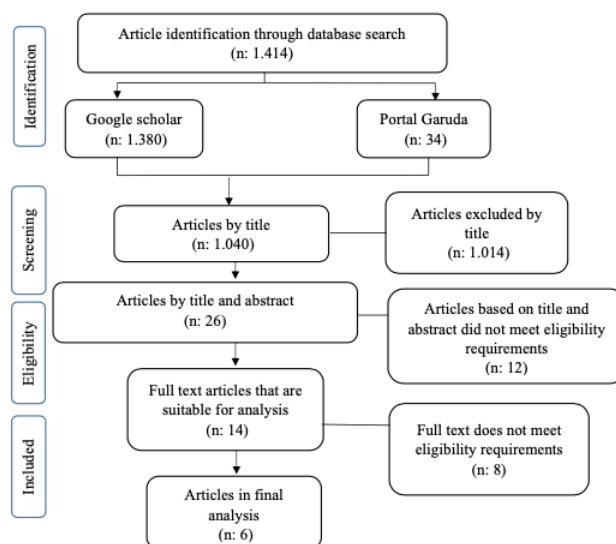 Identification
Article identification through database search
(n: 1.414)
Google scholar
(n: 1.380)
Portal Garuda
(n: 34)
Screening
Articles by title
(n: 1.040)
Articles excluded by
title
(n: 1.014)
Eligibility
Articles by title and abstract
(n: 26)
Articles based on title and
abstract did not meet eligibility
requirements
(n: 12)
Full text articles that are
suitable for analysis
(n: 14)
Full text does not meet
eligibility requirements
(n: 8)
Included
Articles in final
analysis
(n: 6)